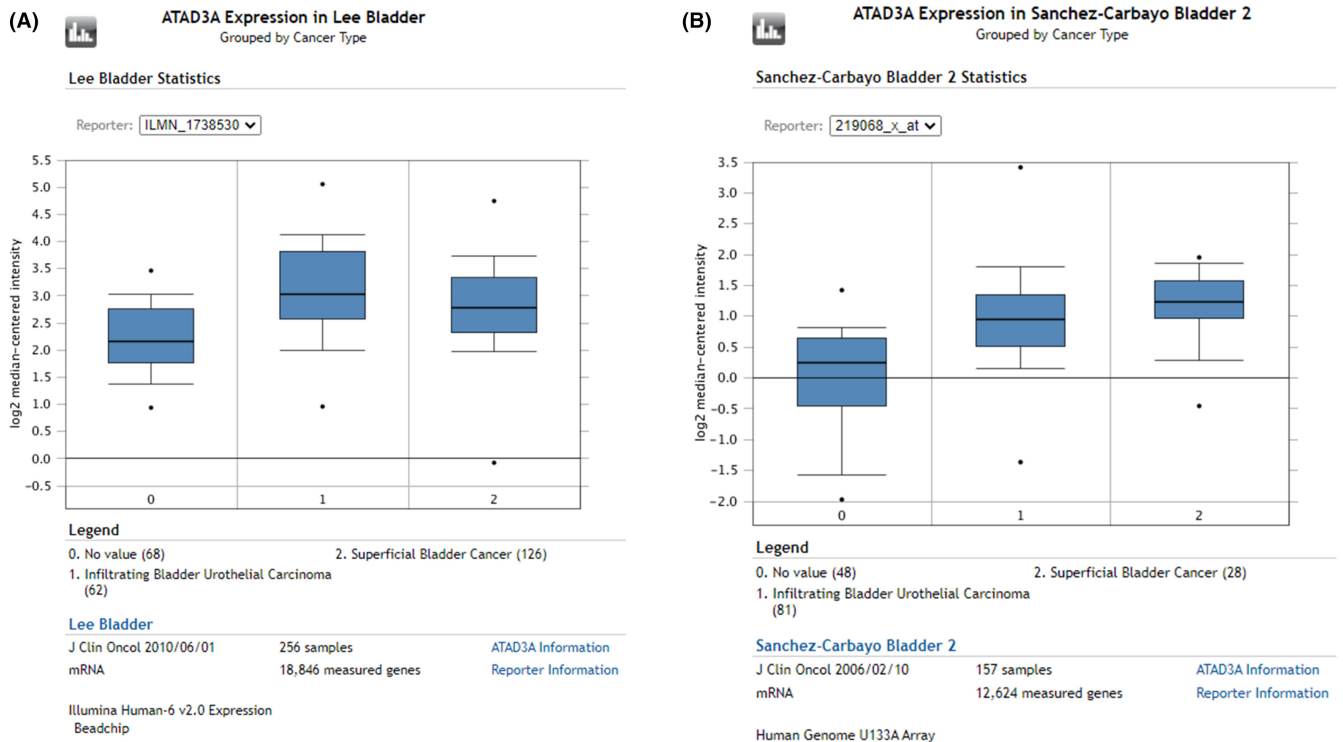 (A)
ATAD3A Expression in Lee Bladder
Grouped by Cancer Type
Lee Bladder Statistics
Reporter: ILMN_1738530
5.5
5.0
4.5
4.0
3.5
3.0
2.5
2.0
1.5
1.0
0.5
0.0
-0.5
log2 median-centered intensity
0 1 2
Legend
0. No value (68) 2. Superficial Bladder Cancer (126)
1. Infiltrating Bladder Urothelial Carcinoma
(62)
Lee Bladder
J Clin Oncol 2010/06/01 256 samples ATAD3A Information
mRNA 18,846 measured genes Reporter Information
Illumina Human-6 v2.0 Expression
Beadchip
(B)
ATAD3A Expression in Sanchez-Carbayo Bladder 2
Grouped by Cancer Type
Sanchez-Carbayo Bladder 2 Statistics
Reporter: 219068_x_at
3.5
3.0
2.5
2.0
1.5
1.0
0.5
0.0
-0.5
-1.0
-1.5
-2.0
log2 median-centered intensity
0 1 2
Legend
0. No value (48) 2. Superficial Bladder Cancer (28)
1. Infiltrating Bladder Urothelial Carcinoma
(81)
Sanchez-Carbayo Bladder 2
J Clin Oncol 2006/02/10 157 samples ATAD3A Information
mRNA 12,624 measured genes Reporter Information
Human Genome U133A Array